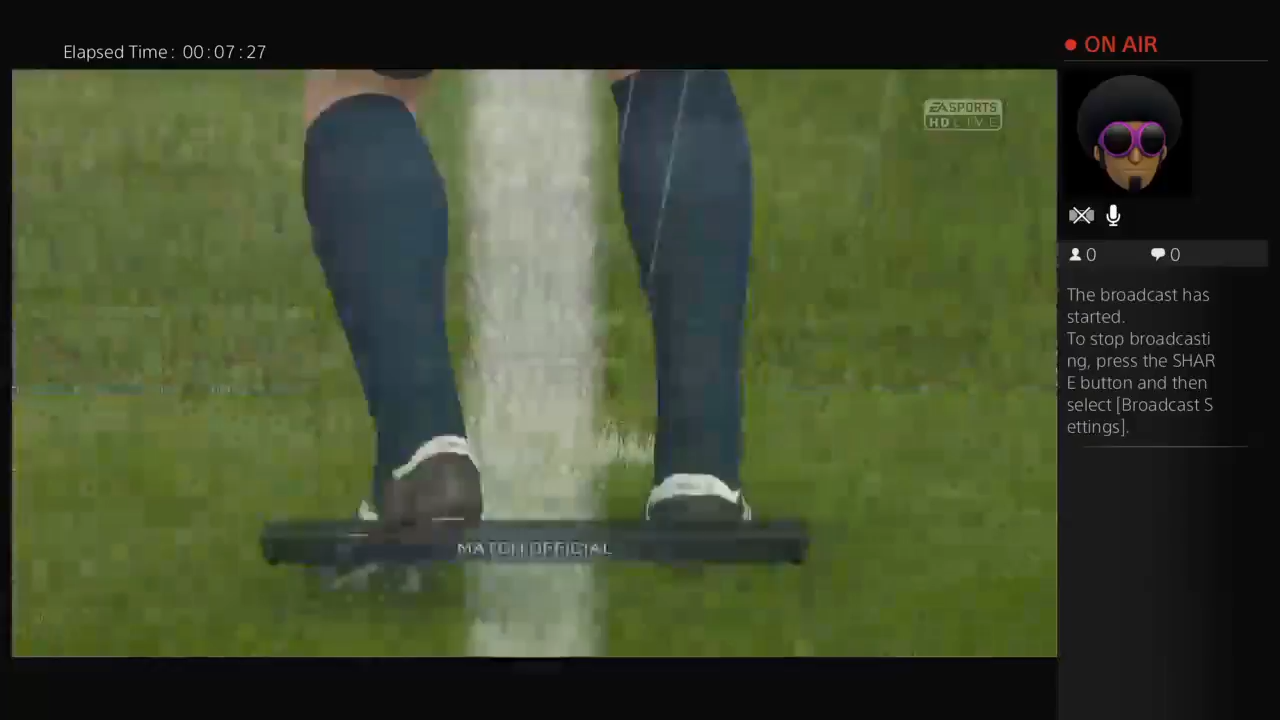 Elapsed Time: 00:07:27
ON AIR
EA SPORTS
HD LIVE
0 0
The broadcast has
started.
To stop broadcasti
ng, press the SHAR
E button and then
select [Broadcast S
ettings].
MATCH OFFICIAL